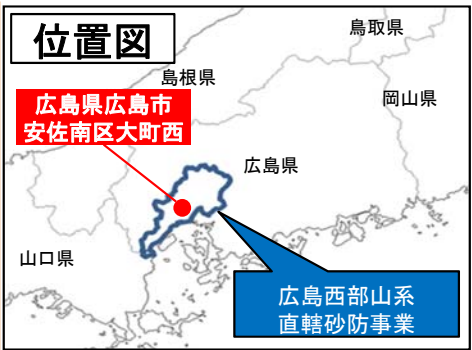 位置図
鳥取県
島根県
岡山県
広島県広島市
安佐南区大町西
広島県
山口県
広島西部山系
直轄砂防事業